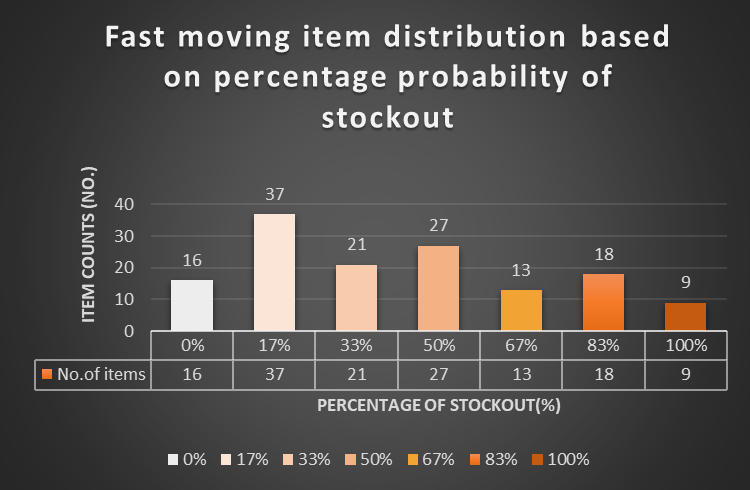 Fast moving item distribution based
on percentage probability of
stockout
ITEM COUNTS (NO.)
40
30
20
10
0
16
37
21
27
13
18
9
0% 17% 33% 50% 67% 83% 100%
No.of items 16 37 21 27 13 18 9
PERCENTAGE OF STOCKOUT(%)
0% 17% 33% 50% 67% 83% 100%